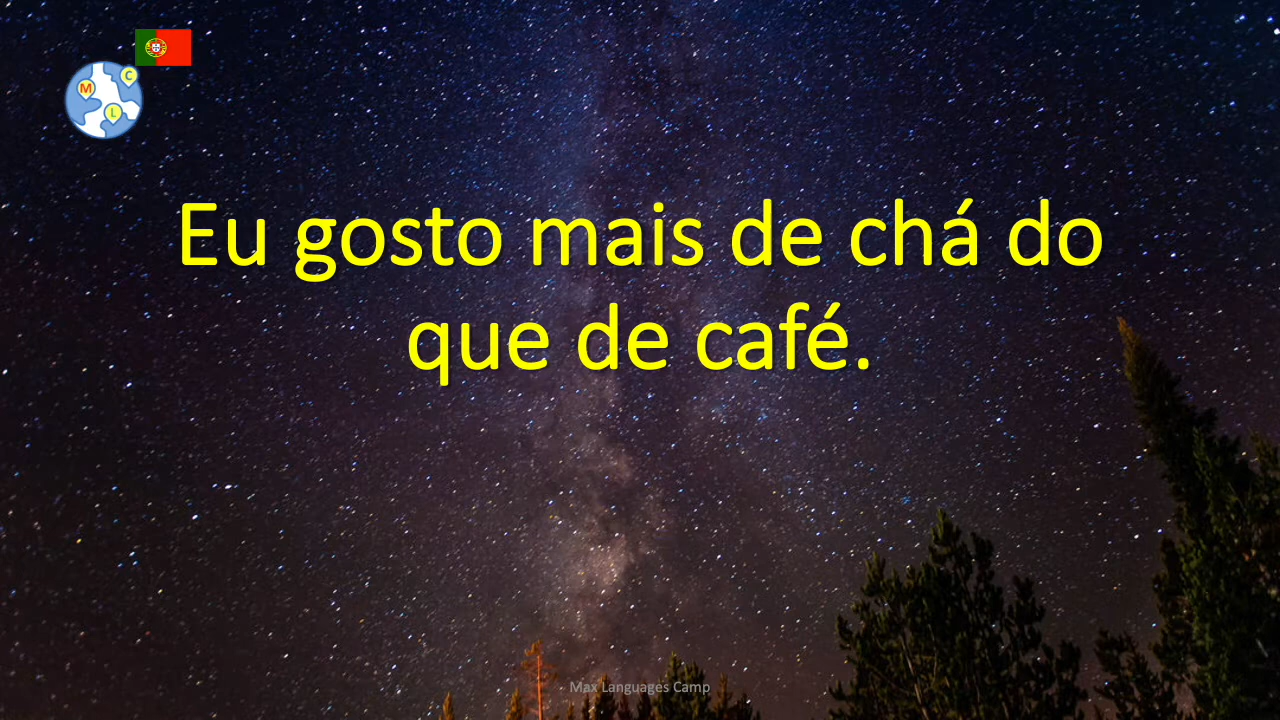 M
C
L
Eu gosto mais de chá do
que de café.
Max Languages Camp